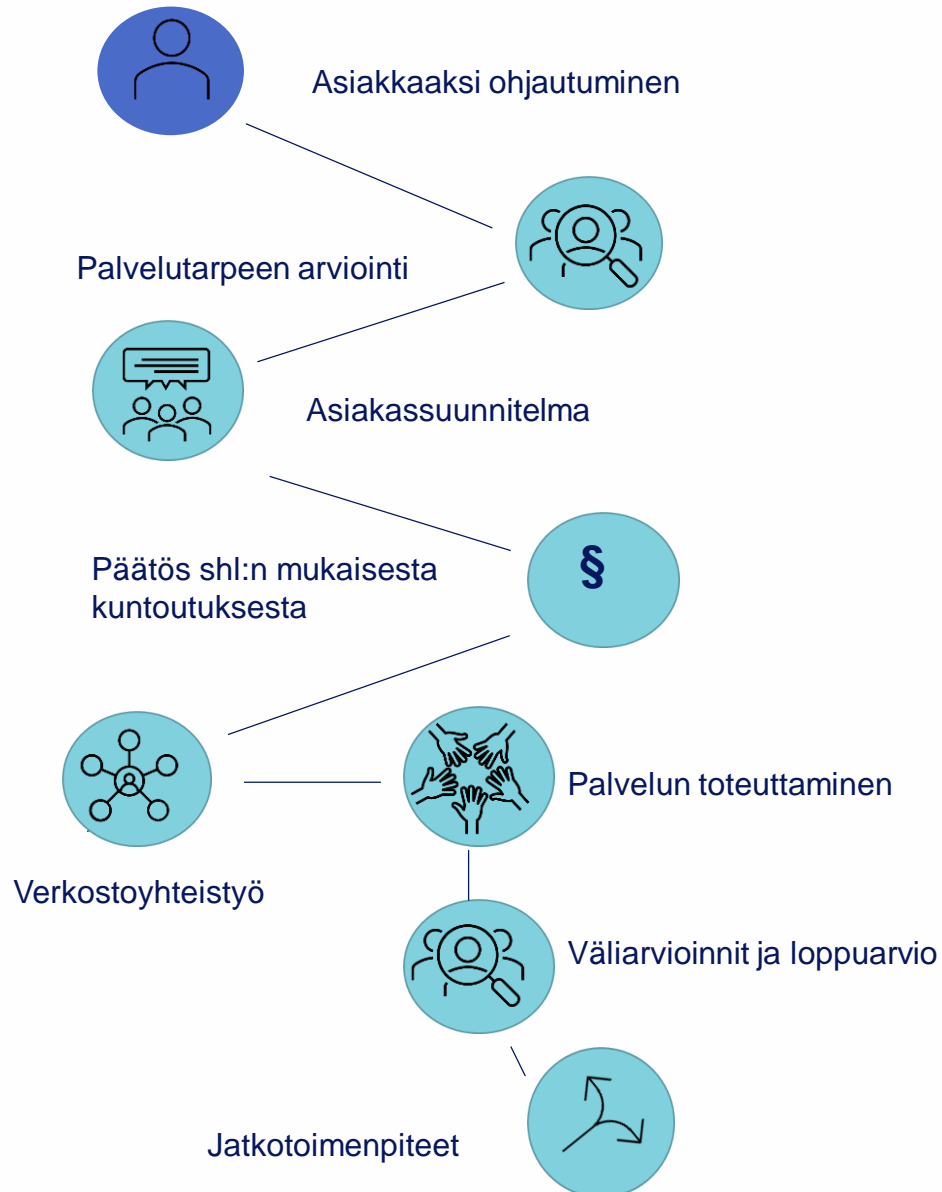 Asiakkaaksi ohjautuminen
Palvelutarpeen arviointi
Asiakassuunnitelma
Päätös shl:n mukaisesta
kuntoutuksesta
§
Palvelun toteuttaminen
Verkostoyhteistyö
Väliarvioinnit ja loppuarvio
Jatkotoimenpiteet